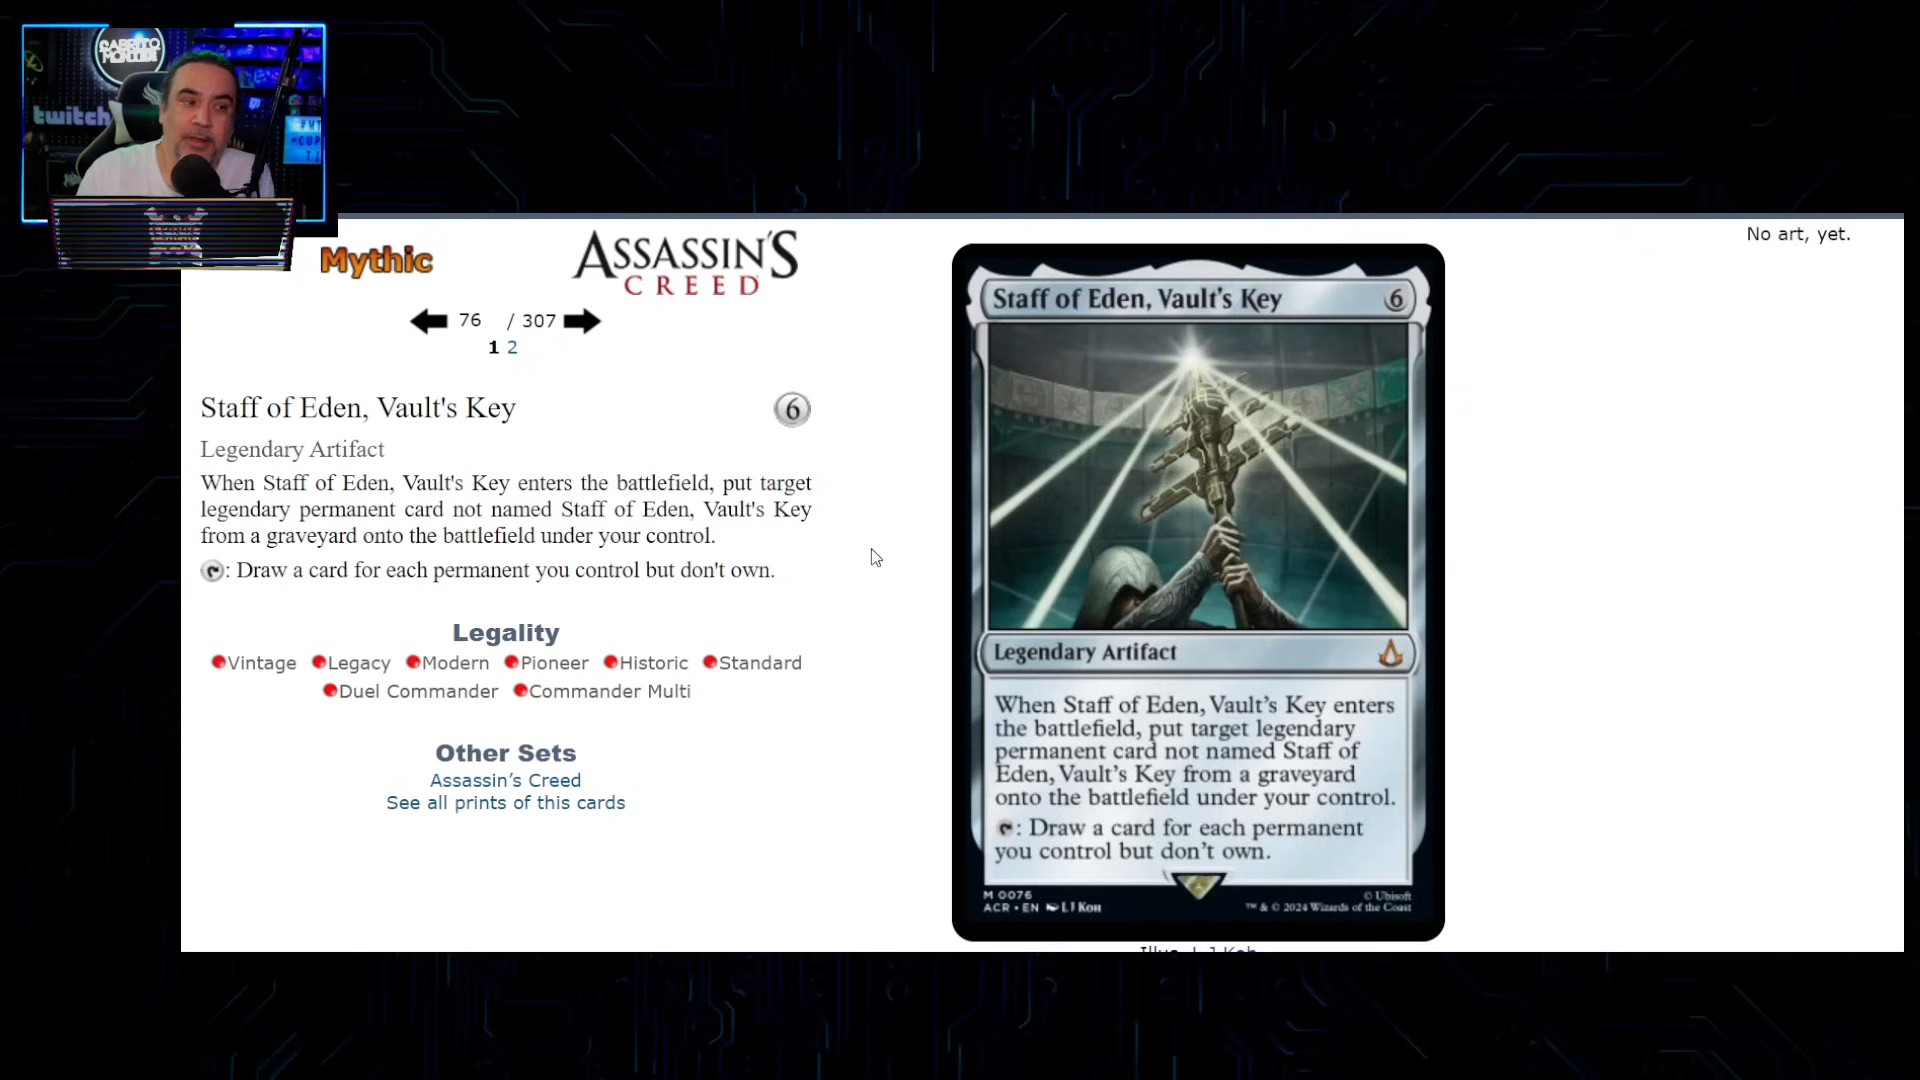 CABRITO
MONTES
twitch
#MT
CUP
TI
Mythic
ASSASSIN'S
CREED
76 / 307
1 2
Staff of Eden, Vault's Key 6
Legendary Artifact
When Staff of Eden, Vault's Key enters the battlefield, put target
legendary permanent card not named Staff of Eden, Vault's Key
from a graveyard onto the battlefield under your control.
: Draw a card for each permanent you control but don't own.
Legality
Vintage Legacy Modern Pioneer Historic Standard
Duel Commander Commander Multi
Other Sets
Assassin’s Creed
See all prints of this cards
No art, yet.
Staff of Eden, Vault's Key 6
Legendary Artifact
When Staff of Eden, Vault's Key enters
the battlefield, put target legendary
permanent card not named Staff of
Eden, Vault's Key from a graveyard
onto the battlefield under your control.
: Draw a card for each permanent
you control but don't own.
M 0076
ACR • EN LJ Koh
© Ubisoft
™ & © 2024 Wizards of the Coast